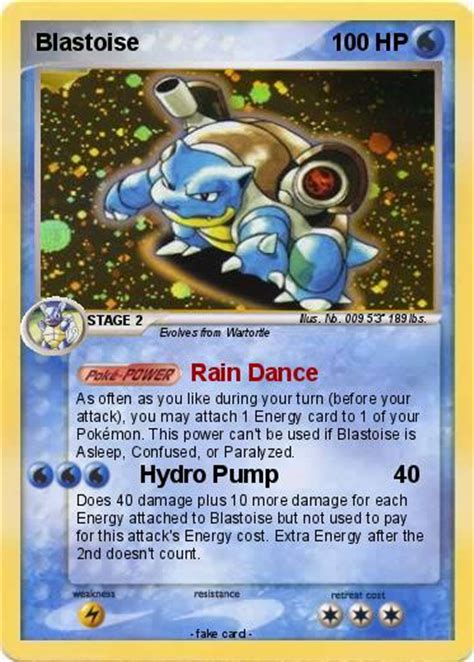 Blastoise 100 HP
STAGE 2 Illus. No. 009 5'3" 189 lbs.
Evolves from Wartortle
Poké-POWER Rain Dance
As often as you like during your turn (before your
attack), you may attach 1 Energy card to 1 of your
Pokémon. This power can't be used if Blastoise is
Asleep, Confused, or Paralyzed.
Hydro Pump 40
Does 40 damage plus 10 more damage for each
Energy attached to Blastoise but not used to pay
for this attack's Energy cost. Extra Energy after the
2nd doesn't count.
weakness resistance retreat cost
- fake card -